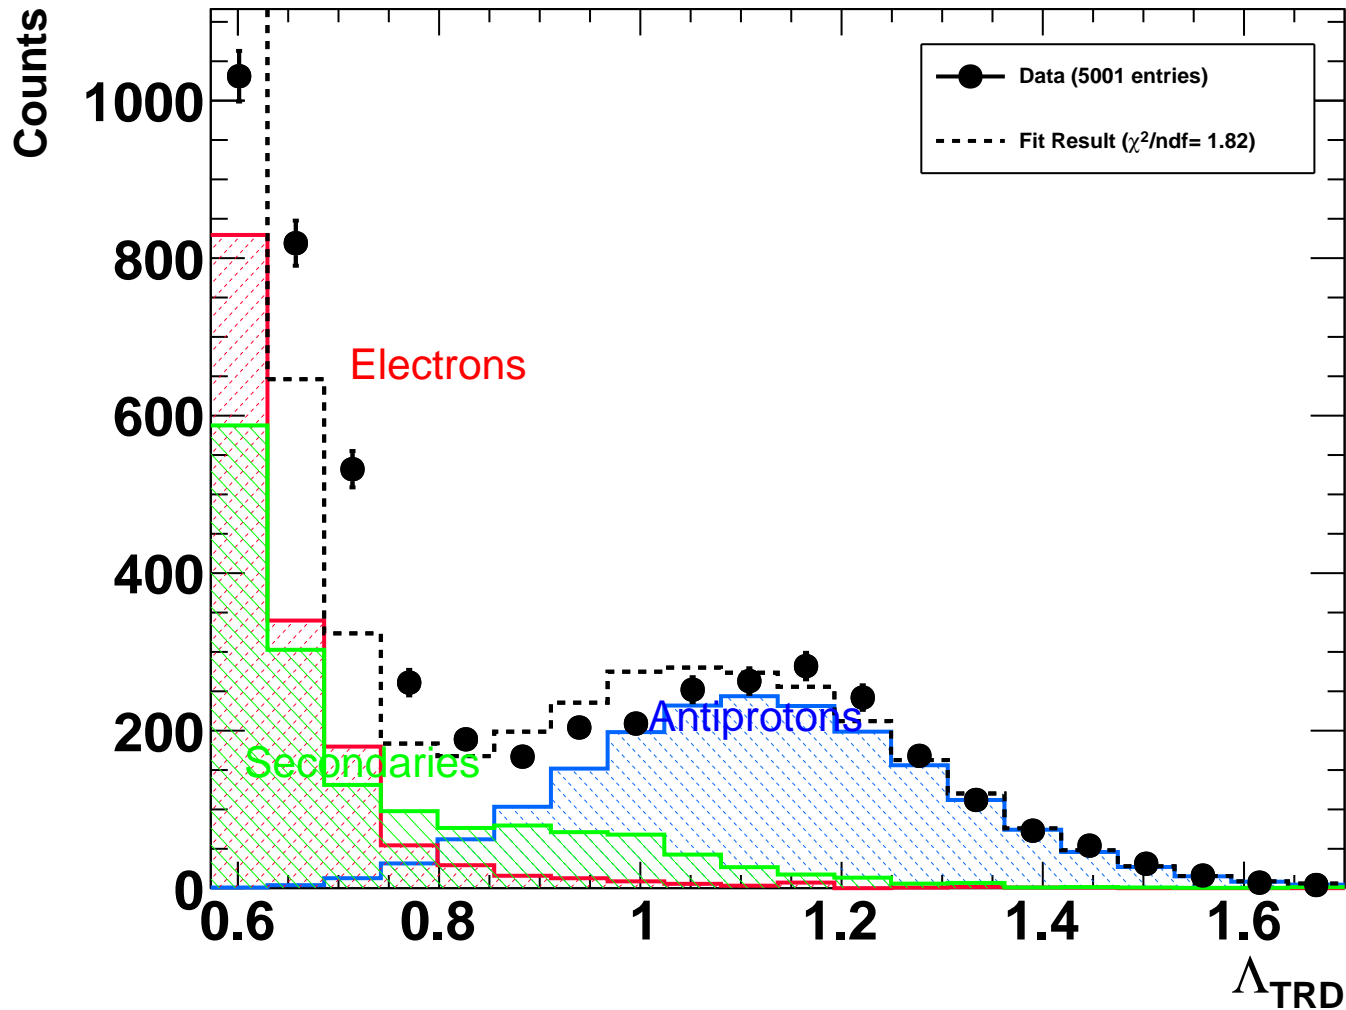 Counts
1000
800
600
400
200
0
Data (5001 entries)
Fit Result (χ²/ndf= 1.82)
Electrons
Secondaries
Antiprotons
0.6 0.8 1 1.2 1.4 1.6
Λ_TRD